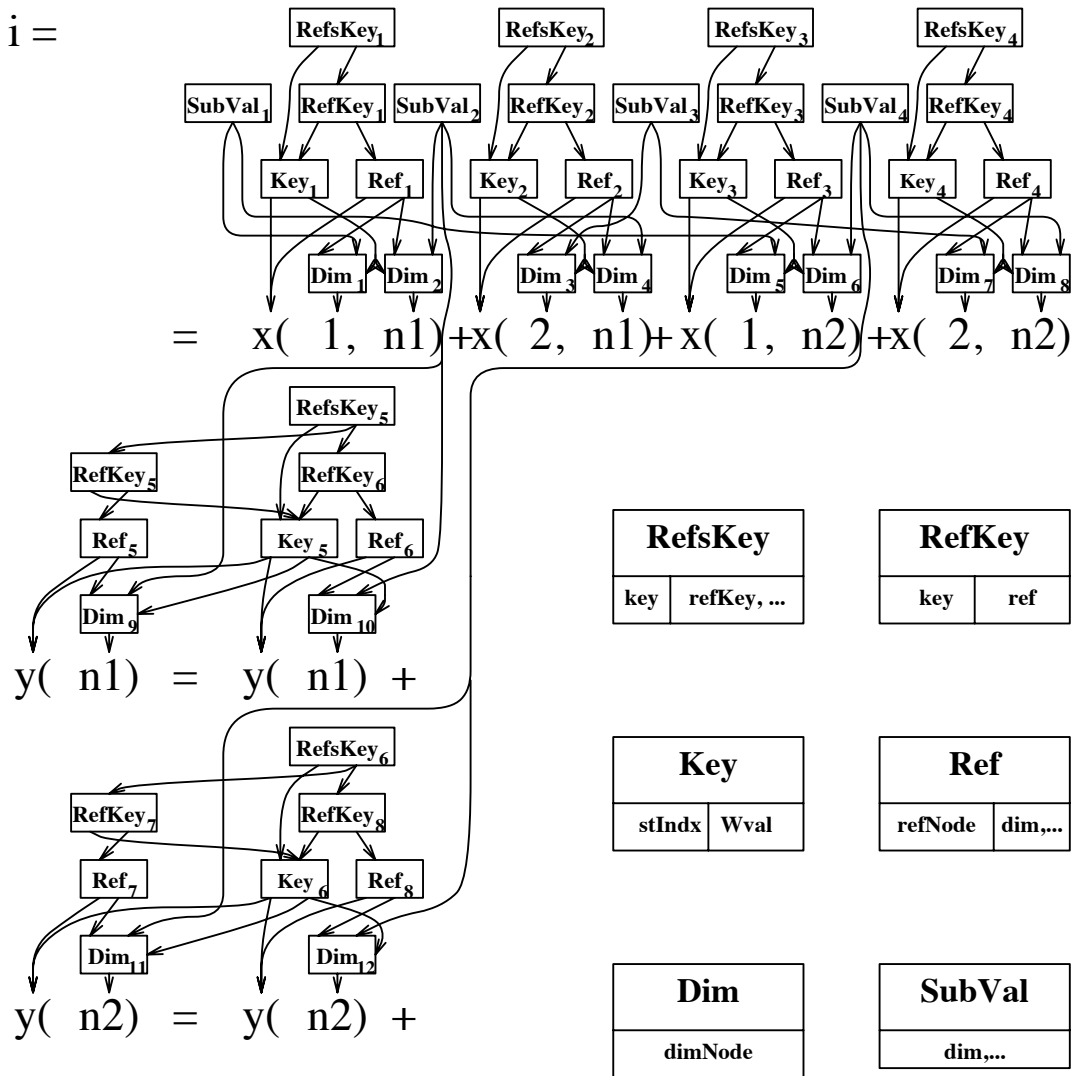 i = RefsKey1 RefsKey2 RefsKey3 RefsKey4
SubVal1 RefKey1 SubVal2 RefKey2 SubVal3 RefKey3 SubVal4 RefKey4
Key1 Ref1 Key2 Ref2 Key3 Ref3 Key4 Ref4
Dim1 Dim2 Dim3 Dim4 Dim5 Dim6 Dim7 Dim8
= x( 1, n1) +x( 2, n1)+ x( 1, n2) +x( 2, n2)
RefsKey5
RefKey5 RefKey6
Ref5 Key5 Ref6
Dim9 Dim10
y( n1) = y( n1) +
RefsKey6
RefKey7 RefKey8
Ref7 Key6 Ref8
Dim11 Dim12
y( n2) = y( n2) +
RefsKey
key refKey, ...
RefKey
key ref
Key
stIndx Wval
Ref
refNode dim,...
Dim
dimNode
SubVal
dim,...